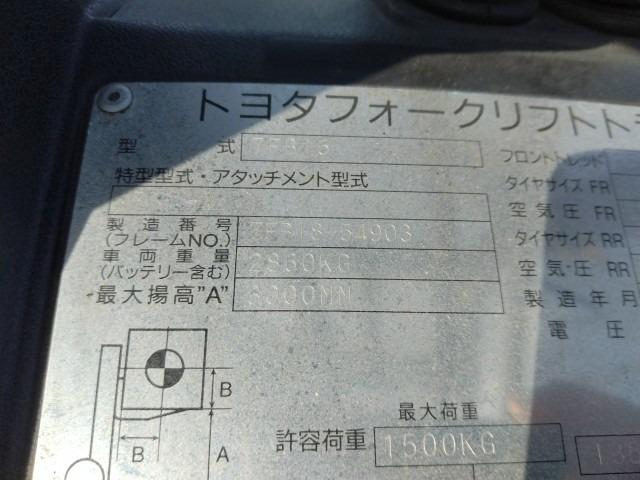 トヨタフォークリフト
型式 7FB15
フロントトレッド
特型型式・アタッチメント型式
タイヤサイズ FR
空気圧 FR
製造番号
(フレームNO.) 7FB18-54903
タイヤサイズ RR
車両重量
(バッテリー含む) 2860KG
空気圧 RR
最大揚高"A" 3000MM
製造年月
電圧
B
最大荷重
B
A
許容荷重 1500KG